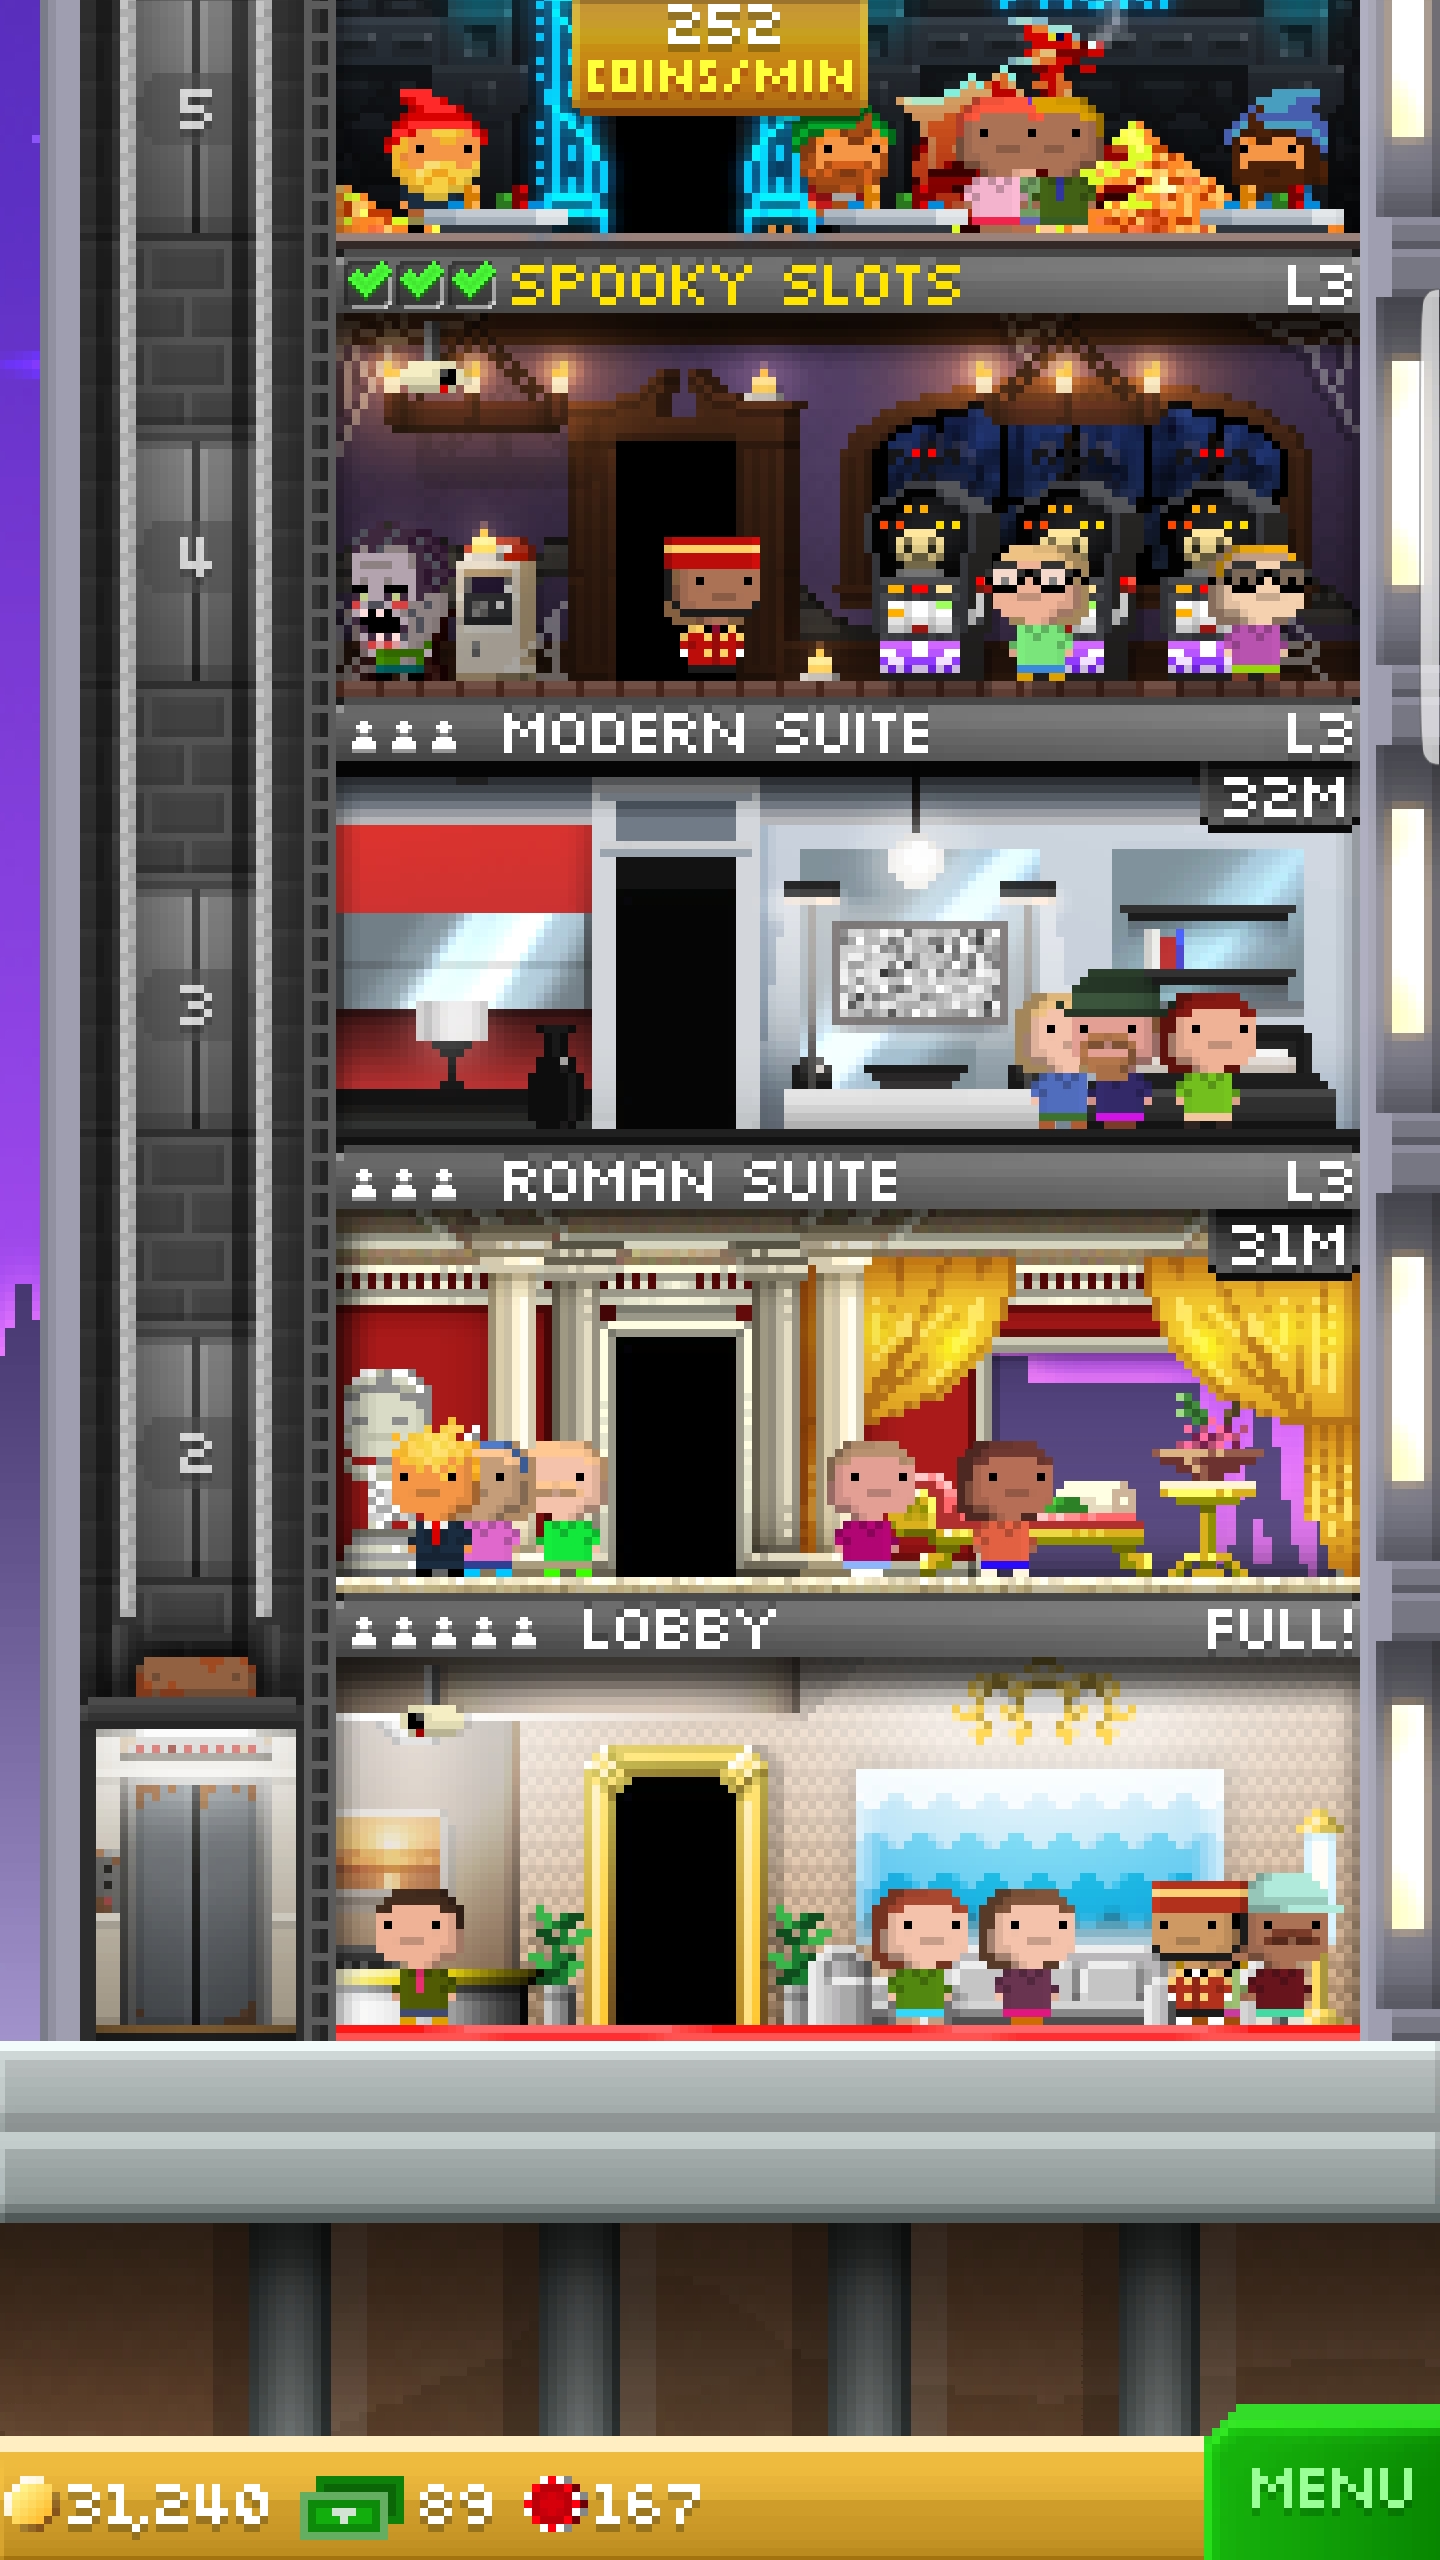 252
COINS/MIN
5
SPOOKY SLOTS L3
4
MODERN SUITE L3
32M
3
ROMAN SUITE L3
31M
2
LOBBY FULL!
MENU
31,240 89 167